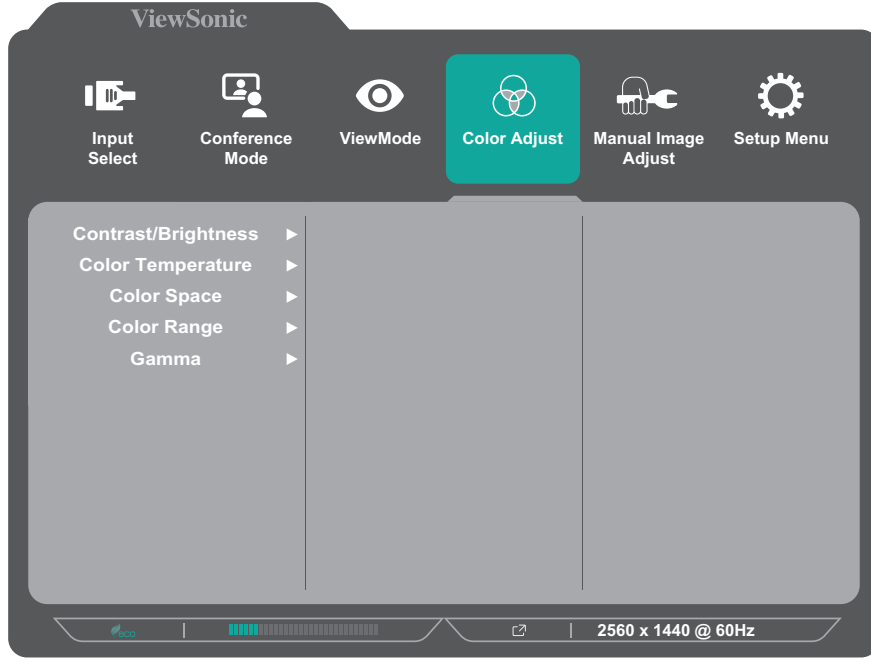 ViewSonic
Input
Select
Conference
Mode
ViewMode
Color Adjust
Manual Image
Adjust
Setup Menu
Contrast/Brightness
Color Temperature
Color Space
Color Range
Gamma
eco
2560 x 1440 @ 60Hz